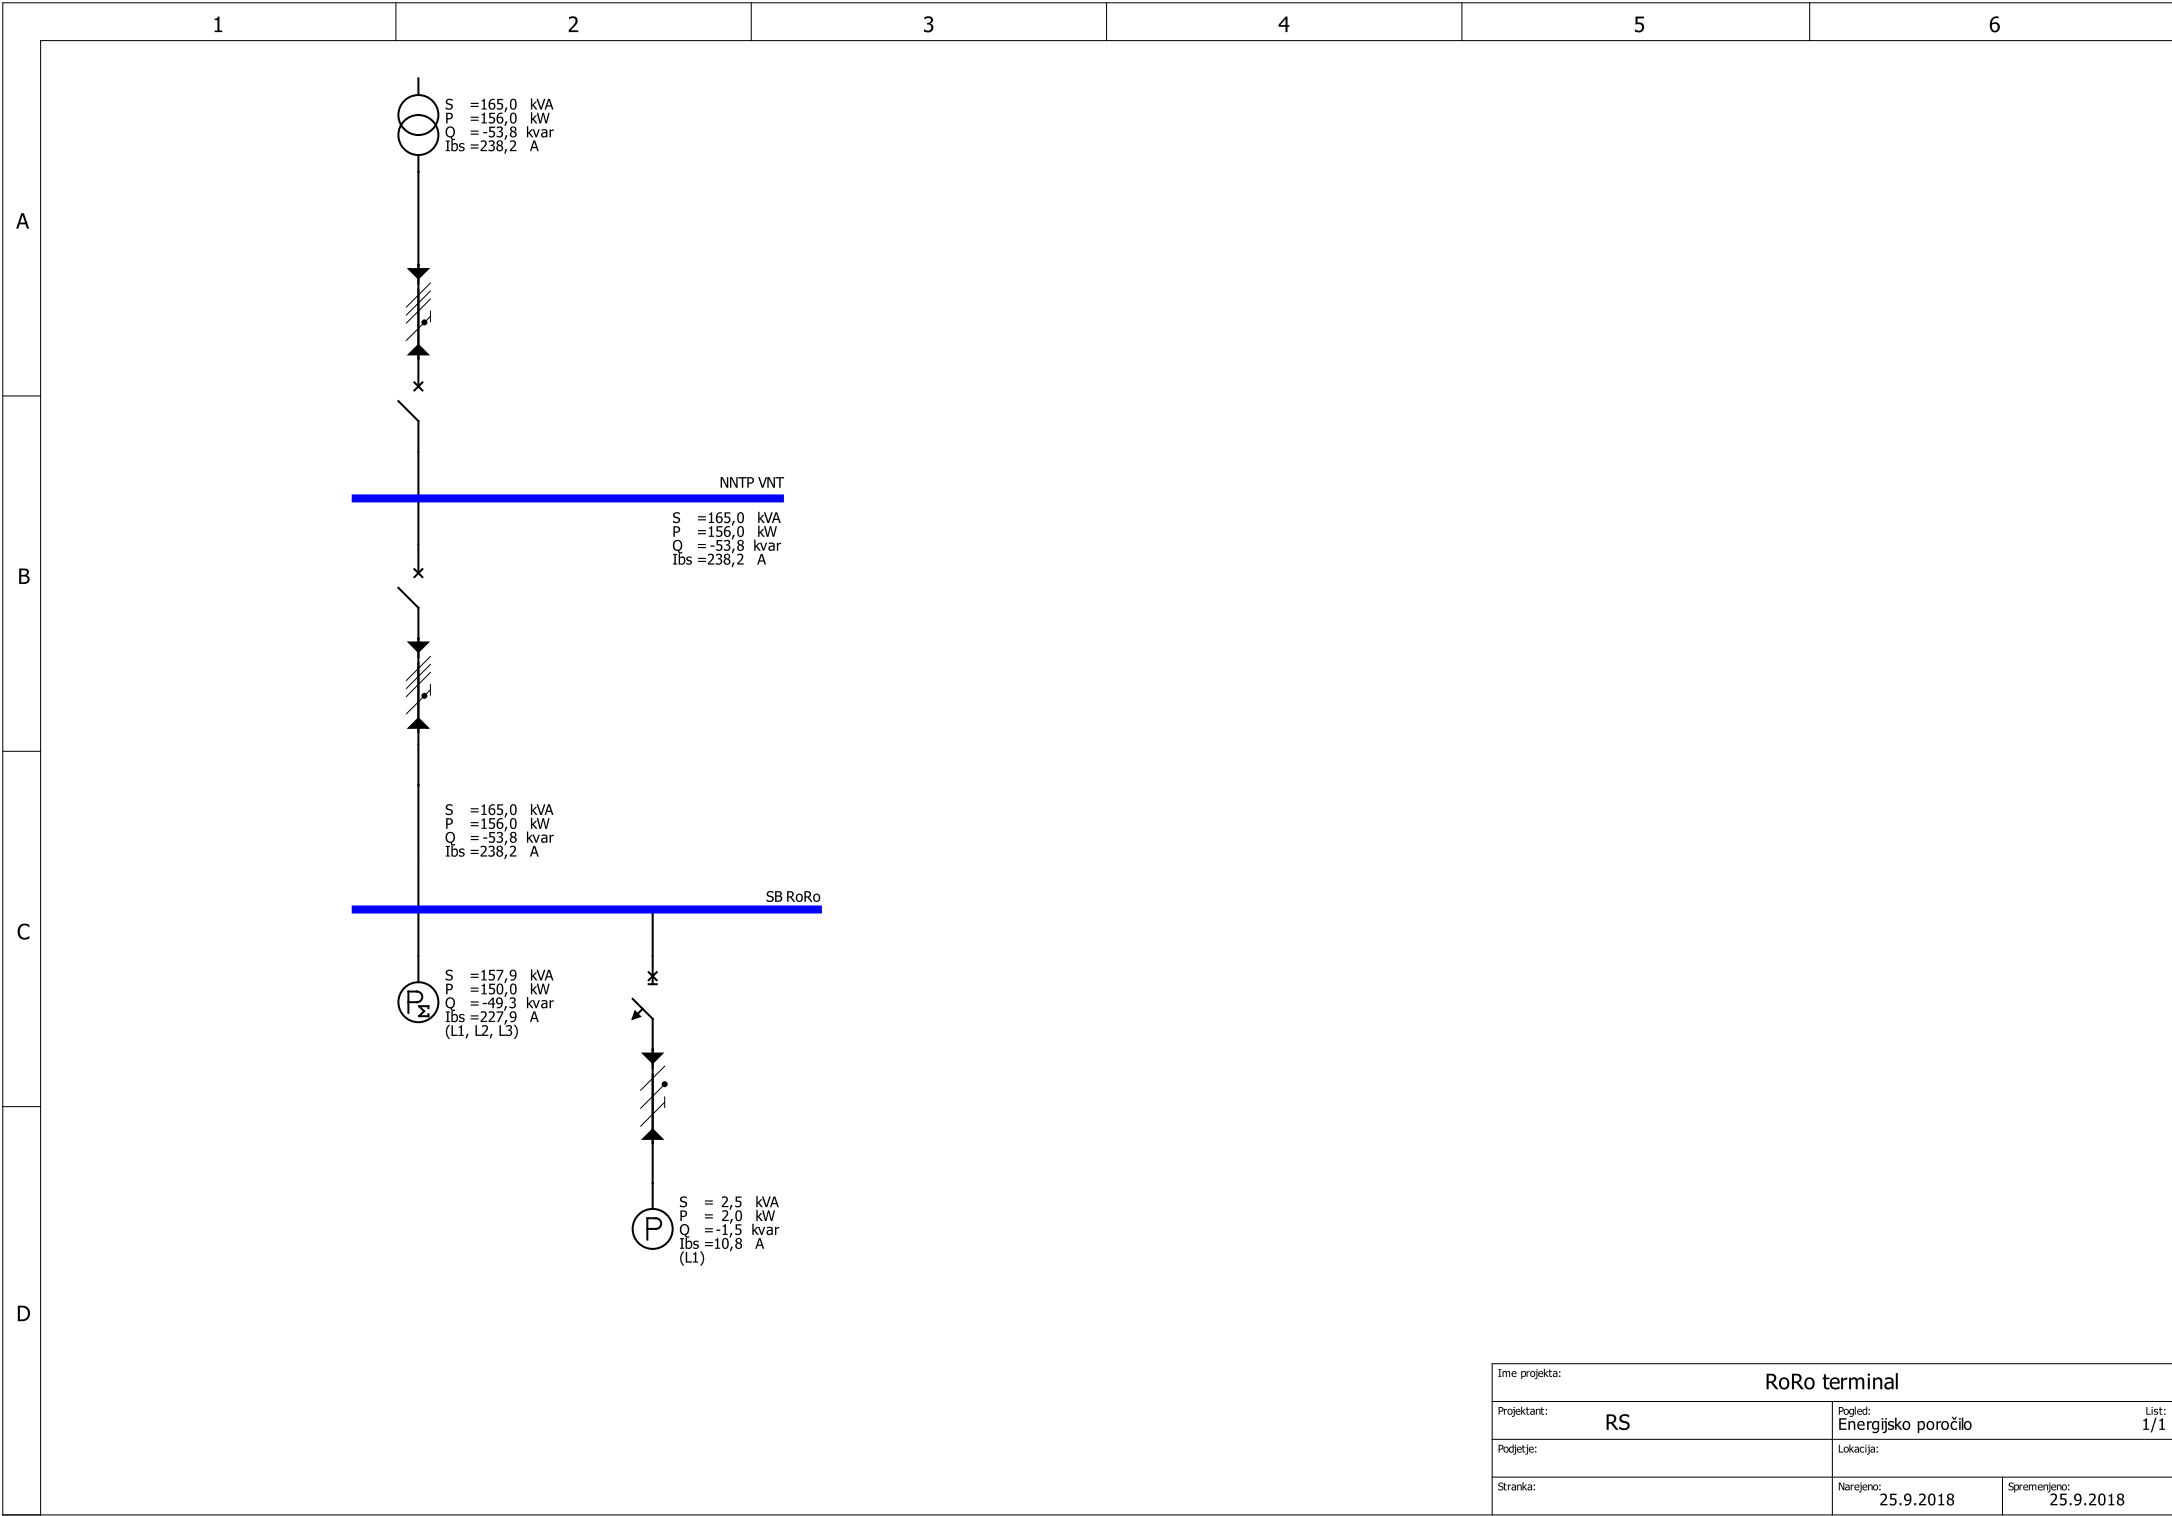 1 2 3 4 5 6
A
S =165,0 kVA
P =156,0 kW
Q =-53,8 kvar
Ibs =238,2 A
B
NNTP VNT
S =165,0 kVA
P =156,0 kW
Q =-53,8 kvar
Ibs =238,2 A
C
S =165,0 kVA
P =156,0 kW
Q =-53,8 kvar
Ibs =238,2 A
SB RoRo
PΣ
S =157,9 kVA
P =150,0 kW
Q =-49,3 kvar
Ibs =227,9 A
(L1, L2, L3)
D
P
S = 2,5 kVA
P = 2,0 kW
Q =-1,5 kvar
Ibs =10,8 A
(L1)
Ime projekta:
RoRo terminal
Projektant:
RS
Pogled:
Energijsko poročilo
List:
1/1
Podjetje:
Lokacija:
Stranka:
Narejeno:
25.9.2018
Spremenjeno:
25.9.2018